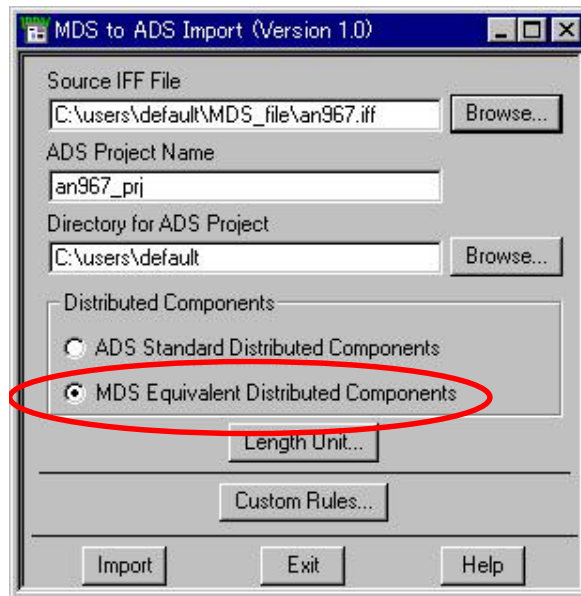 MDS to ADS Import (Version 1.0)
Source IFF File
C:\users\default\MDS_file\an967.iff Browse...
ADS Project Name
an967_prj
Directory for ADS Project
C:\users\default Browse...
Distributed Components
ADS Standard Distributed Components
MDS Equivalent Distributed Components
Length Unit...
Custom Rules...
Import Exit Help